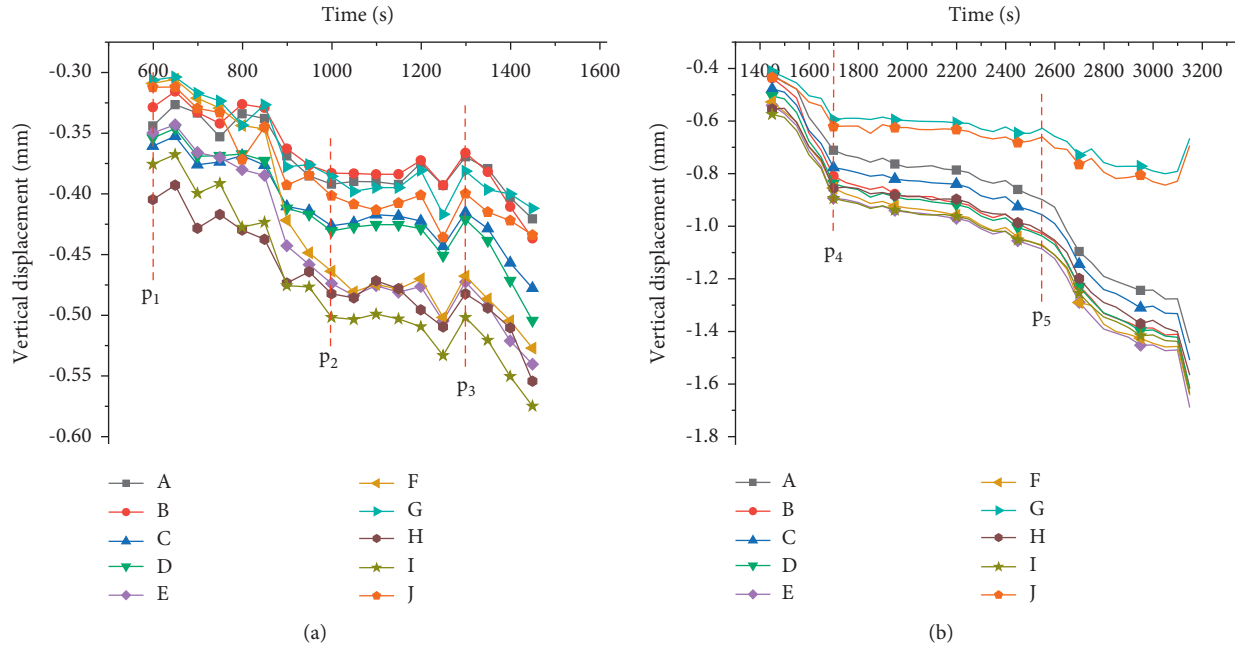 Time (s)
600 800 1000 1200 1400 1600
-0.30
-0.35
-0.40
-0.45
-0.50
-0.55
-0.60
Vertical displacement (mm)
p1
p2
p3
A
B
C
D
E
F
G
H
I
J
(a)
Time (s)
1400 1600 1800 2000 2200 2400 2600 2800 3000 3200
-0.4
-0.6
-0.8
-1.0
-1.2
-1.4
-1.6
-1.8
Vertical displacement (mm)
p4
p5
A
B
C
D
E
F
G
H
I
J
(b)